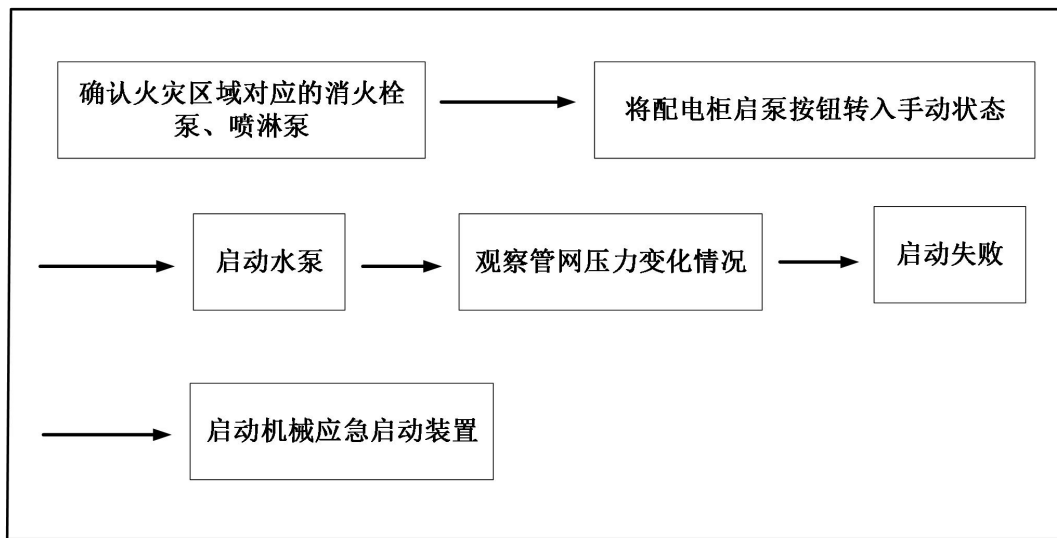 确认火灾区域对应的消火栓
泵、喷淋泵
将配电柜启泵按钮转入手动状态
启动水泵
观察管网压力变化情况
启动失败
启动机械应急启动装置